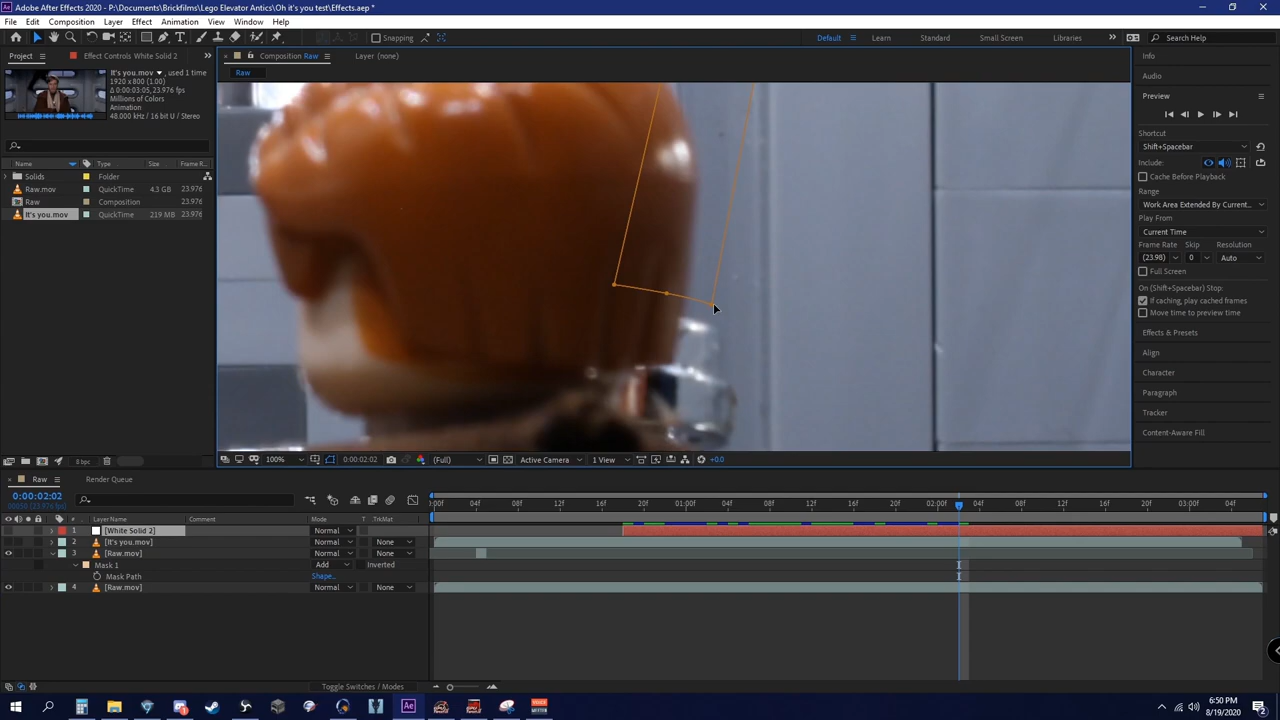 Adobe After Effects 2020 - P:\Brickfilms\Lego Elevator Antics\Oh it's you test\Effects.aep *
File Edit Composition Layer Effect Animation View Window Help
Snapping
Default Learn Standard Small Screen Libraries Search Help
Project Effect Controls White Solid 2
Composition Raw Layer (none)
Info
It's you.mov , used 1 time
1920 x 800 (1.00)
Δ 0:00:03:05, 23.976 fps
Millions of Colors
Animation
48.000 kHz / 16 bit U / Stereo
Raw
Audio
Preview
Shortcut
Shift+Spacebar
Include:
Name Type Size Frame R...
Solids Folder
Raw.mov QuickTime 4.3 GB 23.976
Raw Composition 23.976
It's you.mov QuickTime 219 MB 23.976
Cache Before Playback
Range
Work Area Extended By Current...
Play From
Current Time
Frame Rate Skip Resolution
(23.98) 0 Auto
Full Screen
On (Shift+Spacebar) Stop:
If caching, play cached frames
Move time to preview time
Effects & Presets
Align
Character
Paragraph
Tracker
Content-Aware Fill
8 bpc
100% 0:00:02:02 (Full) Active Camera 1 View +0.0
Raw Render Queue
0:00:02:02
00050 (23.976 fps)
:00f 04f 08f 12f 16f 20f 01:00f 04f 08f 12f 16f 20f 02:00f 04f 08f 12f 16f 20f 03:00f 04f
# Layer Name Comment Mode T TrkMat
1 [White Solid 2] Normal
2 [It's you.mov] Normal None
3 [Raw.mov] Normal None
Mask 1 Add Inverted
Mask Path Shape...
4 [Raw.mov] Normal None
Toggle Switches / Modes
6:50 PM
8/19/2020
2